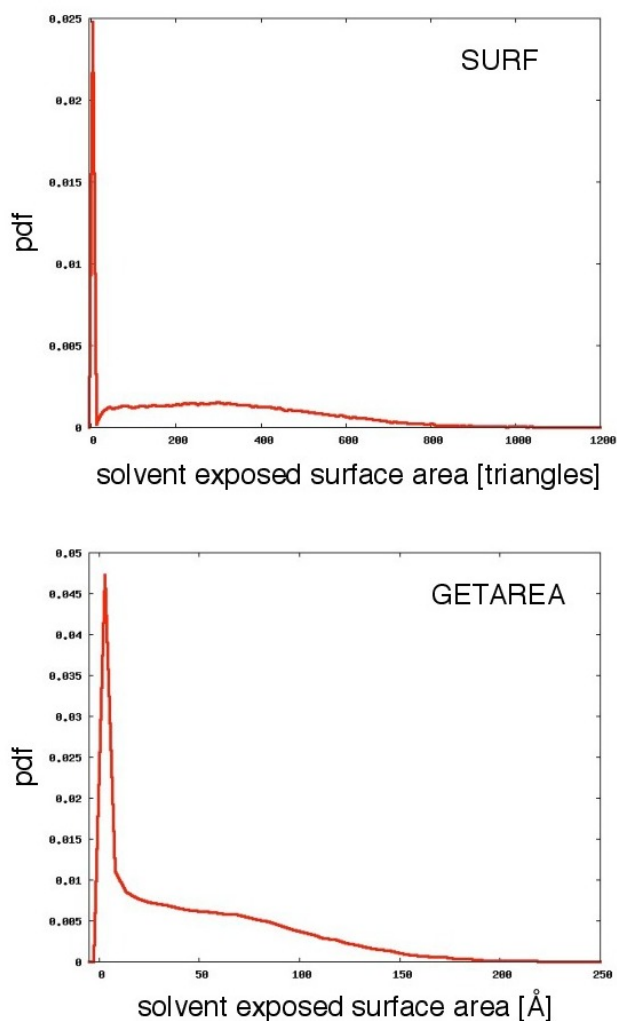 0.025
SURF
0.02
0.015
pdf
0.01
0.005
0
0 200 400 600 800 1000 1200
solvent exposed surface area [triangles]
0.05
0.045
GETAREA
0.04
0.035
0.03
pdf
0.025
0.02
0.015
0.01
0.005
0
0 50 100 150 200 250
solvent exposed surface area [Å]